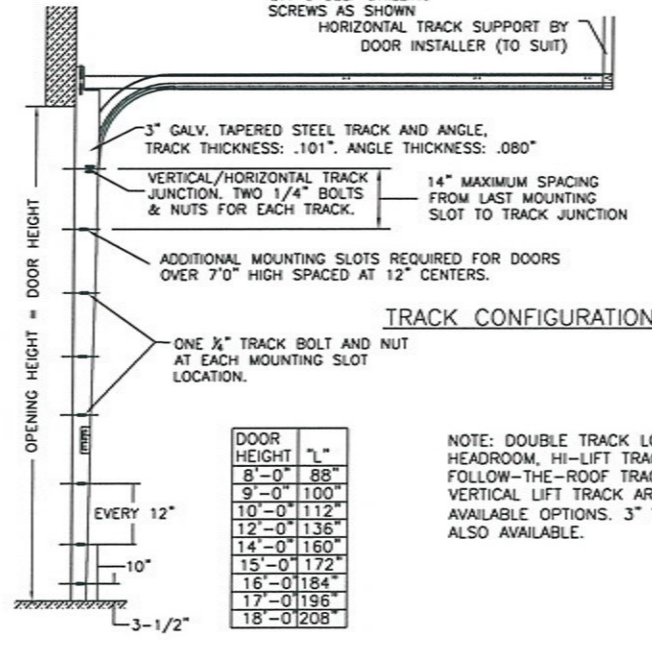 SCREWS AS SHOWN
HORIZONTAL TRACK SUPPORT BY
DOOR INSTALLER (TO SUIT)
3" GALV. TAPERED STEEL TRACK AND ANGLE,
TRACK THICKNESS: .101". ANGLE THICKNESS: .080"
VERTICAL/HORIZONTAL TRACK
JUNCTION. TWO 1/4" BOLTS
& NUTS FOR EACH TRACK.
14" MAXIMUM SPACING
FROM LAST MOUNTING
SLOT TO TRACK JUNCTION
ADDITIONAL MOUNTING SLOTS REQUIRED FOR DOORS
OVER 7'0" HIGH SPACED AT 12" CENTERS.
OPENING HEIGHT = DOOR HEIGHT
TRACK CONFIGURATION
ONE ¼" TRACK BOLT AND NUT
AT EACH MOUNTING SLOT
LOCATION.
DOOR
HEIGHT "L"
8'-0" 88"
9'-0" 100"
10'-0" 112"
12'-0" 136"
14'-0" 160"
15'-0" 172"
16'-0" 184"
17'-0" 196"
18'-0" 208"
NOTE: DOUBLE TRACK
HEADROOM, HI-LIFT
FOLLOW-THE-ROOF
VERTICAL LIFT TRACK
AVAILABLE OPTIONS. 3"
ALSO AVAILABLE.
EVERY 12"
10"
3-1/2"